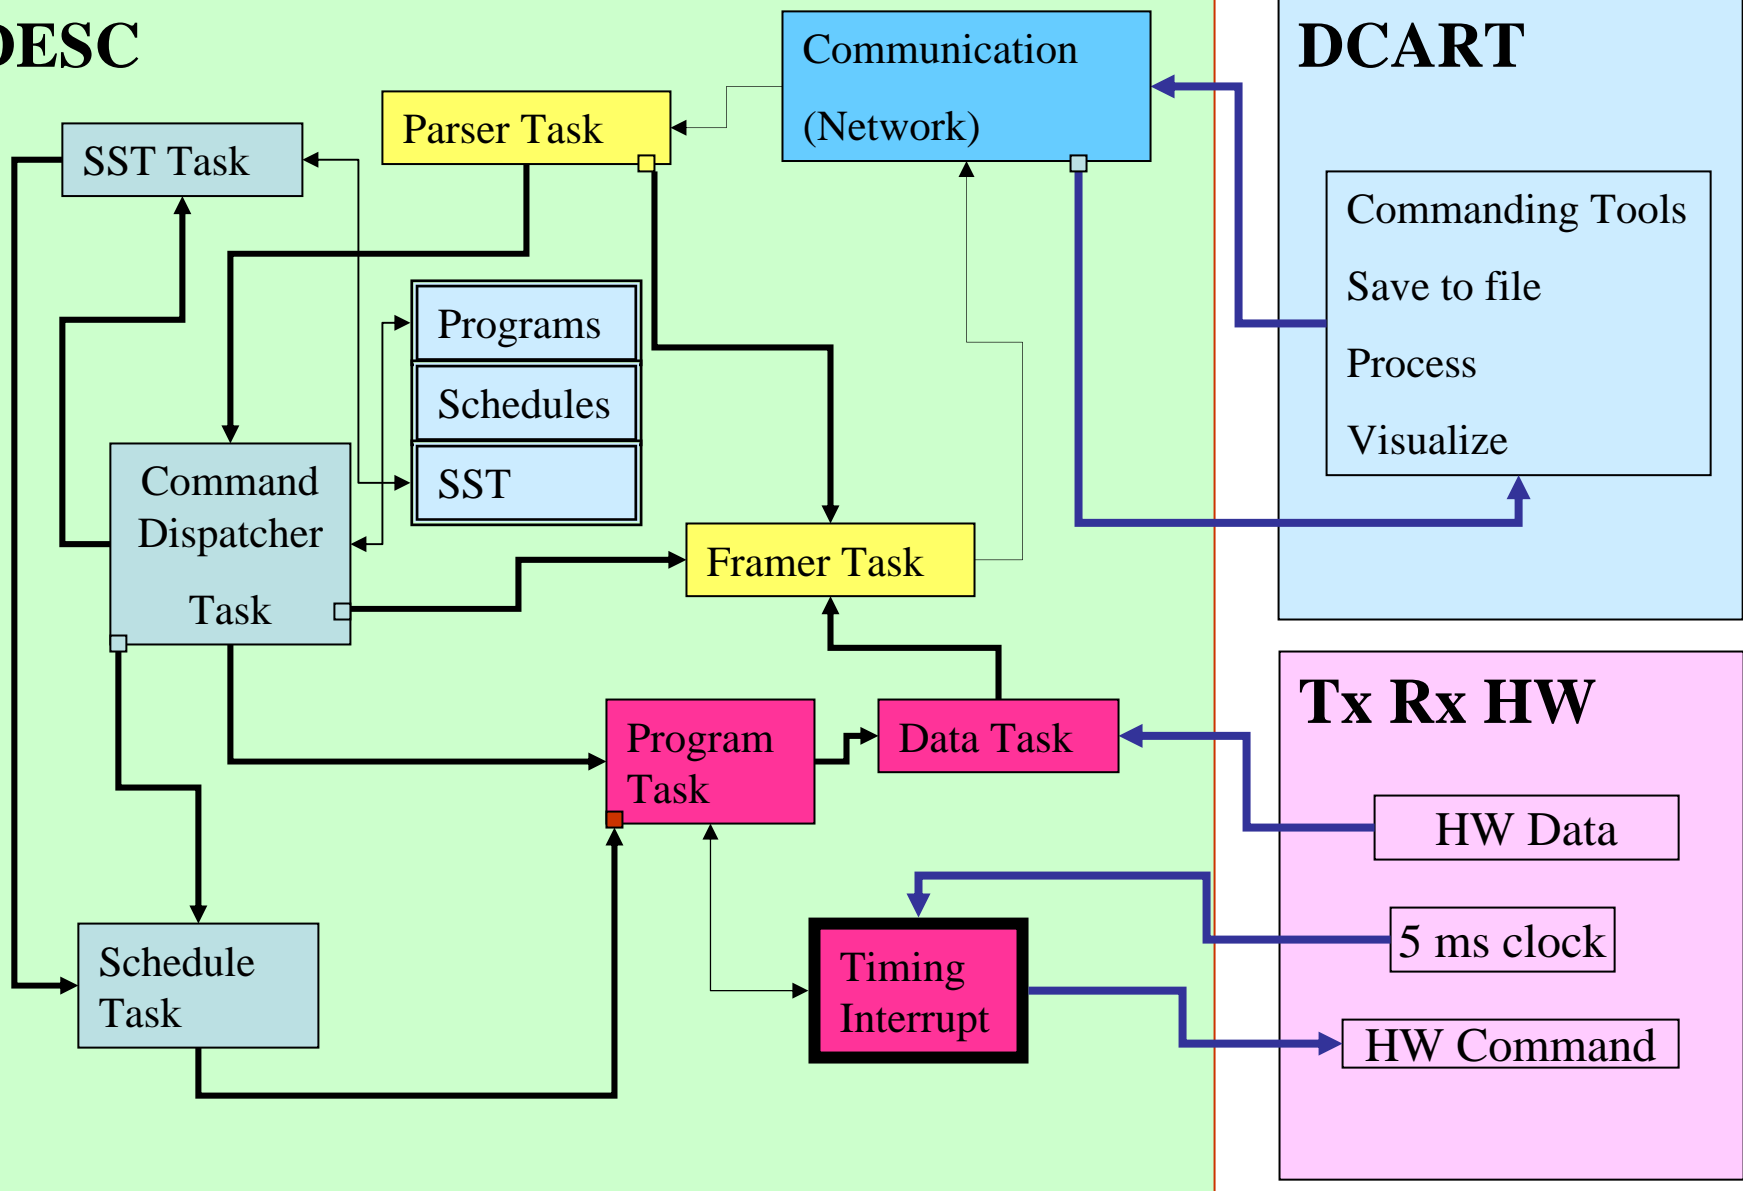 DESC
Communication
(Network)
Parser Task
SST Task
Programs
Schedules
SST
Command
Dispatcher
Task
Framer Task
Program
Task
Data Task
Schedule
Task
Timing
Interrupt
DCART
Commanding Tools
Save to file
Process
Visualize
Tx Rx HW
HW Data
5 ms clock
HW Command